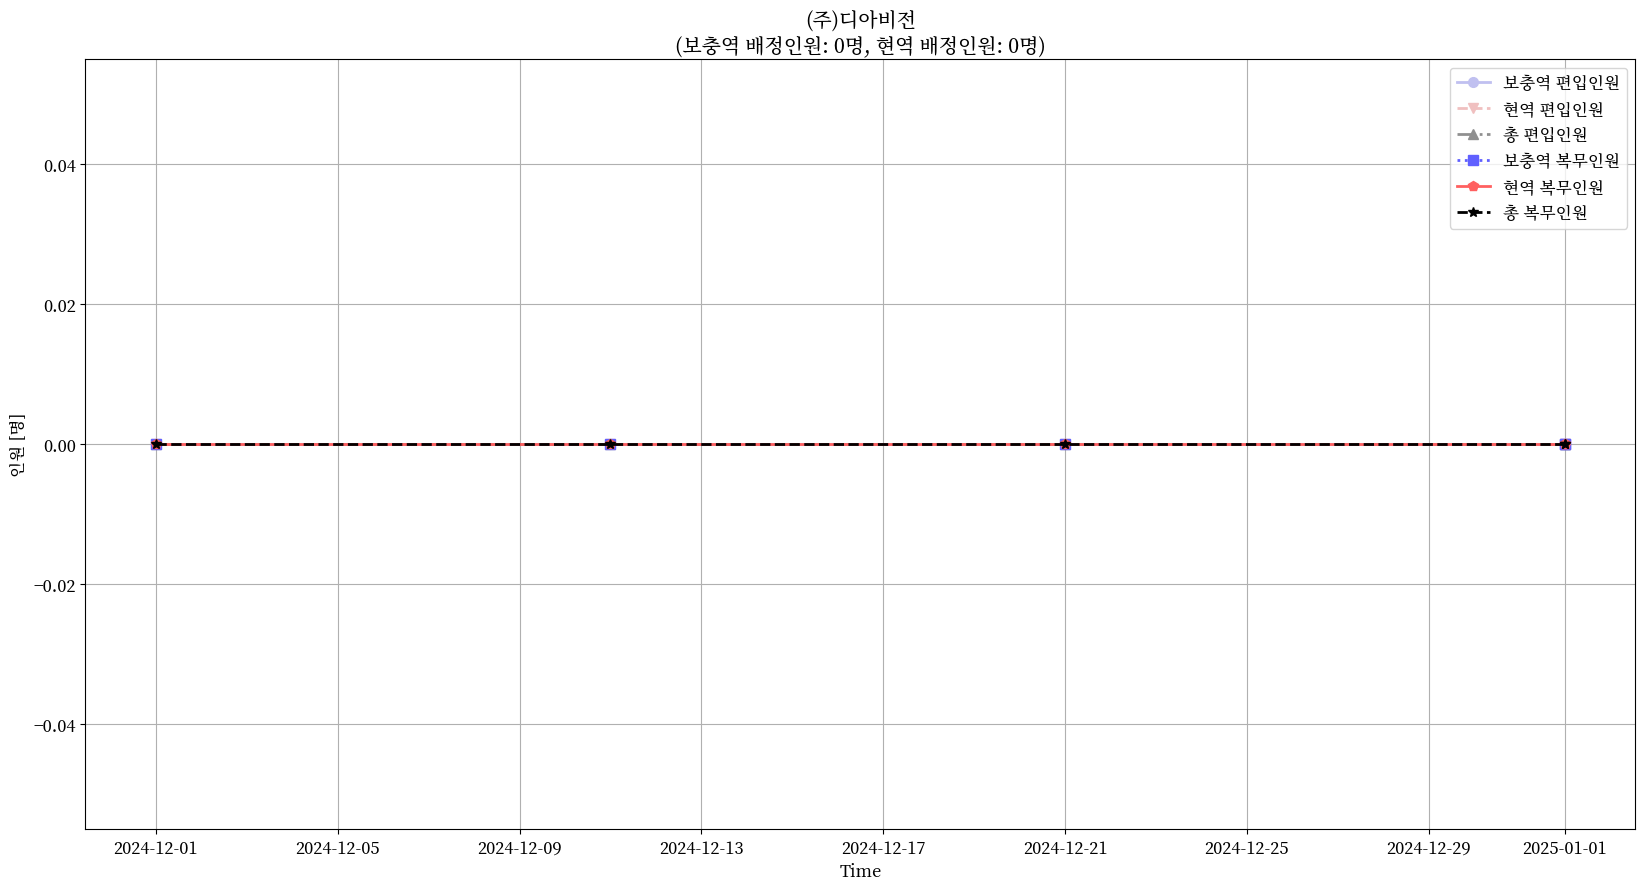 (주)디아비전
(보충역 배정인원: 0명, 현역 배정인원: 0명)
보충역 편입인원
현역 편입인원
총 편입인원
보충역 복무인원
현역 복무인원
총 복무인원
인원 [명]
0.04
0.02
0.00
−0.02
−0.04
2024-12-01 2024-12-05 2024-12-09 2024-12-13 2024-12-17 2024-12-21 2024-12-25 2024-12-29 2025-01-01
Time